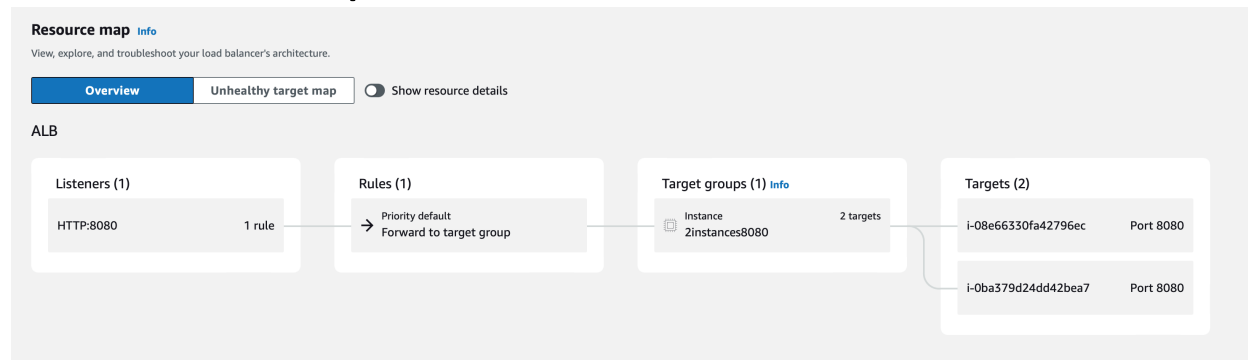 Resource map Info
View, explore, and troubleshoot your load balancer's architecture.
Overview
Unhealthy target map
Show resource details
ALB
Listeners (1)
HTTP:8080 1 rule
Rules (1)
Priority default
Forward to target group
Target groups (1) Info
Instance 2 targets
2instances8080
Targets (2)
i-08e66330fa42796ec Port 8080
i-0ba379d24dd42bea7 Port 8080